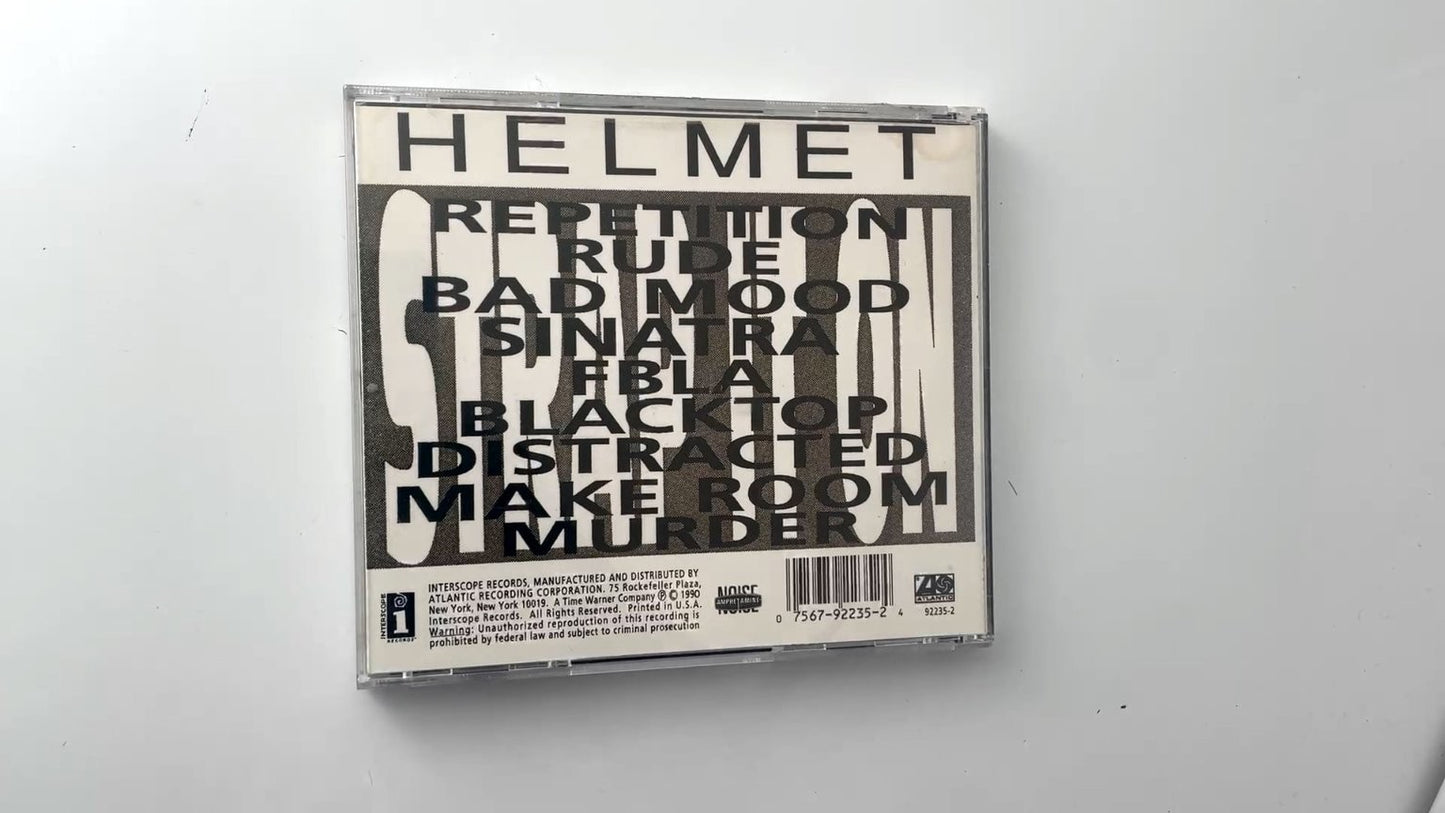 HELMET
REPETITION
RUDE
BAD MOOD
SINATRA
FBLA
BLACKTOP
DISTRACTED
MAKE ROOM
MURDER
INTERSCOPE
RECORDS
INTERSCOPE RECORDS, MANUFACTURED AND DISTRIBUTED BY
ATLANTIC RECORDING CORPORATION. 75 Rockefeller Plaza,
New York, New York 10019. A Time Warner Company ℗ © 1990
Interscope Records. All Rights Reserved. Printed in U.S.A.
Warning: Unauthorized reproduction of this recording is
prohibited by federal law and subject to criminal prosecution
NOISE
AMPHETAMINE
NOISE
0 7567-92235-2 4
ATLANTIC
92235-2